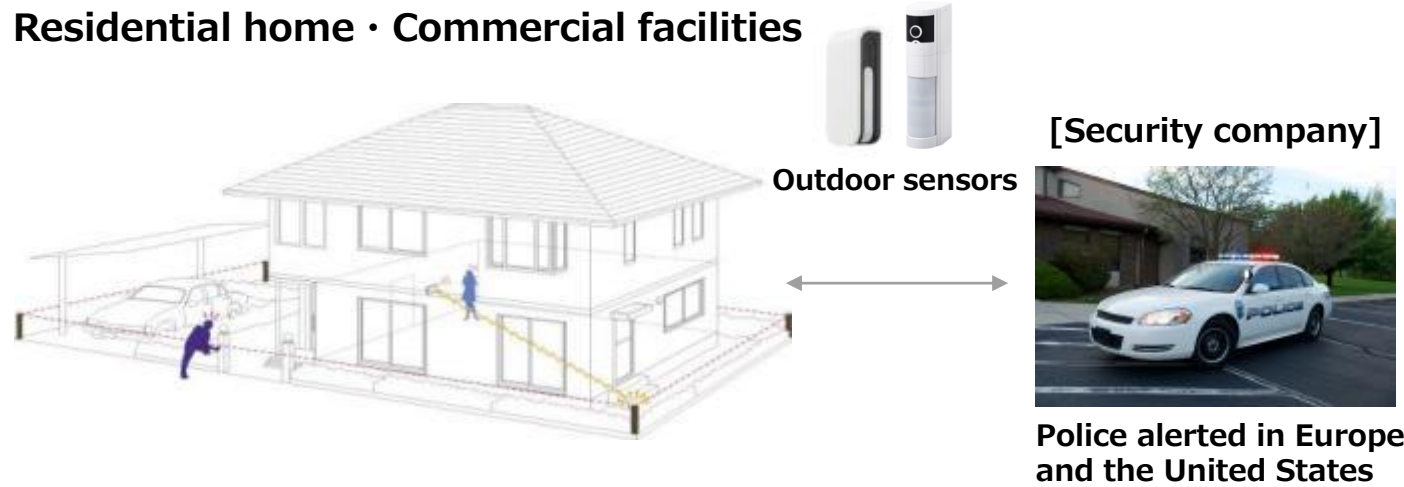 Residential home・Commercial facilities
[Security company]
Outdoor sensors
POLICE
Police alerted in Europe
and the United States